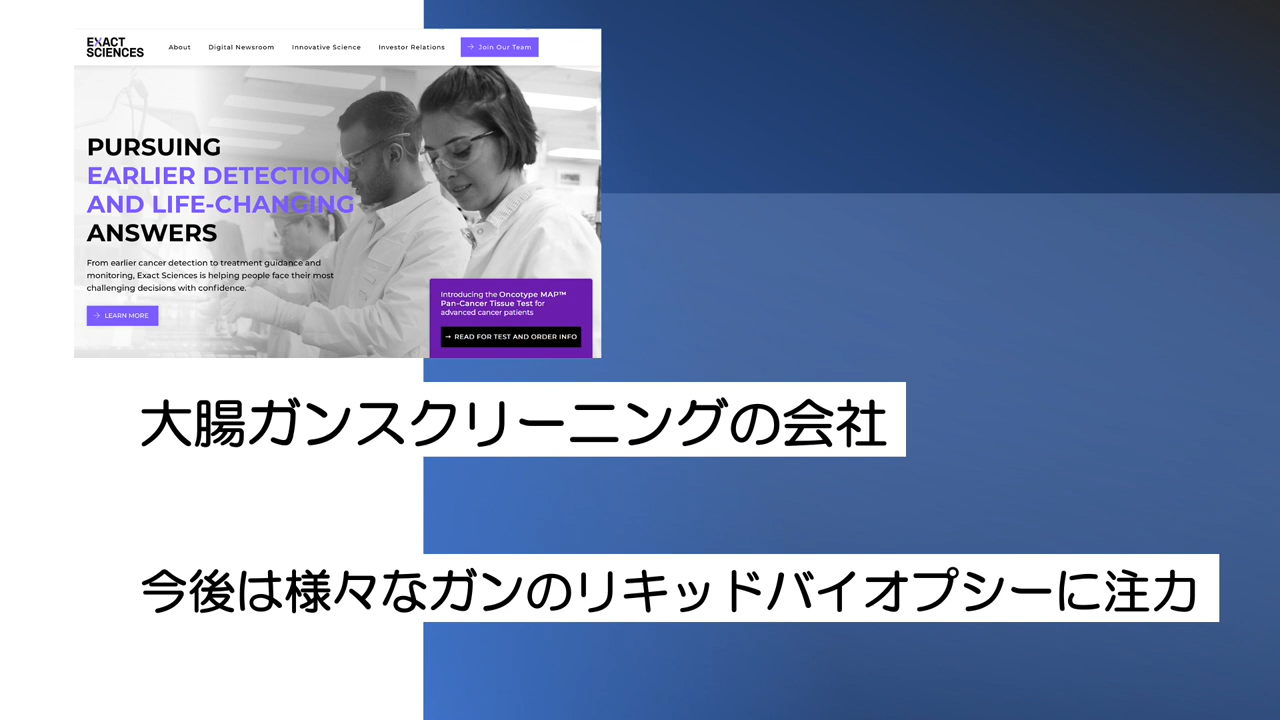 EXACT
SCIENCES
About
Digital Newsroom
Innovative Science
Investor Relations
→ Join Our Team
PURSUING
EARLIER DETECTION
AND LIFE-CHANGING
ANSWERS
From earlier cancer detection to treatment guidance and
monitoring, Exact Sciences is helping people face their most
challenging decisions with confidence.
→ LEARN MORE
Introducing the Oncotype MAP™
Pan-Cancer Tissue Test for
advanced cancer patients
→ READ FOR TEST AND ORDER INFO
大腸ガンスクリーニングの会社
今後は様々なガンのリキッドバイオプシーに注力